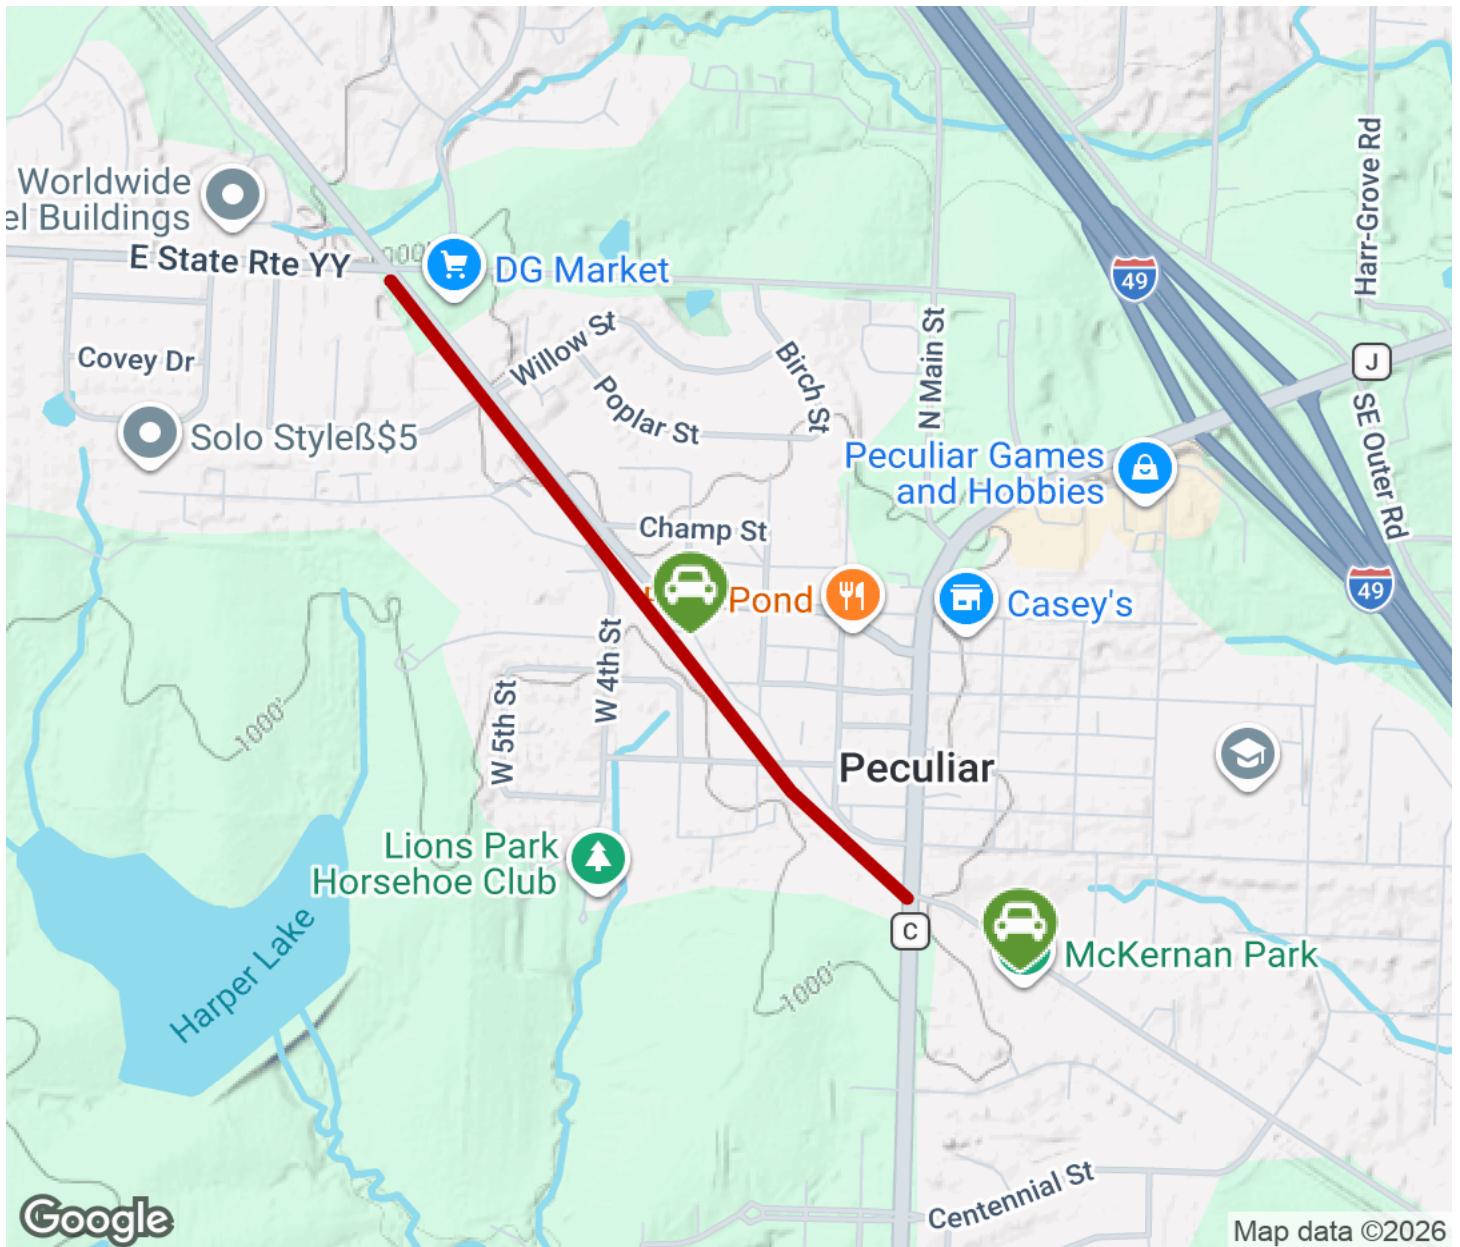 Worldwide
el Buildings
E State Rte YY
1000'
DG Market
49
Harr-Grove Rd
J
Covey Dr
Willow St
Birch St
N Main St
Poplar St
Solo Styleß$5
Peculiar Games
and Hobbies
SE Outer Rd
Champ St
49
Pond
Casey's
W 4th St
W 5th St
1000'
Peculiar
Lions Park
Horsehoe Club
C
McKernan Park
Harper Lake
1000'
Centennial St
Google
Map data ©2026